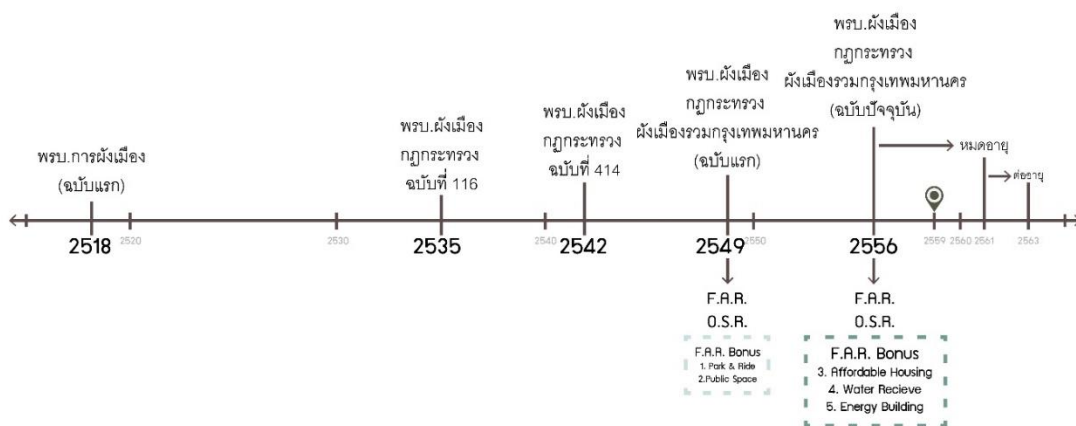 พรบ.การผังเมือง
(ฉบับแรก)
พรบ.ผังเมือง
กฎกระทรวง
ฉบับที่ 116
พรบ.ผังเมือง
กฎกระทรวง
ฉบับที่ 414
พรบ.ผังเมือง
กฎกระทรวง
ผังเมืองรวมกรุงเทพมหานคร
(ฉบับแรก)
พรบ.ผังเมือง
กฎกระทรวง
ผังเมืองรวมกรุงเทพมหานคร
(ฉบับปัจจุบัน)
หมดอายุ
ต่ออายุ
2518
2520
2530
2535
2540
2542
2549
2550
2556
2559
2560
2561
2563
F.A.R.
O.S.R.
F.A.R. Bonus
1. Park & Ride
2.Public Space
F.A.R.
O.S.R.
F.A.R. Bonus
3. Affordable Housing
4. Water Recieve
5. Energy Building